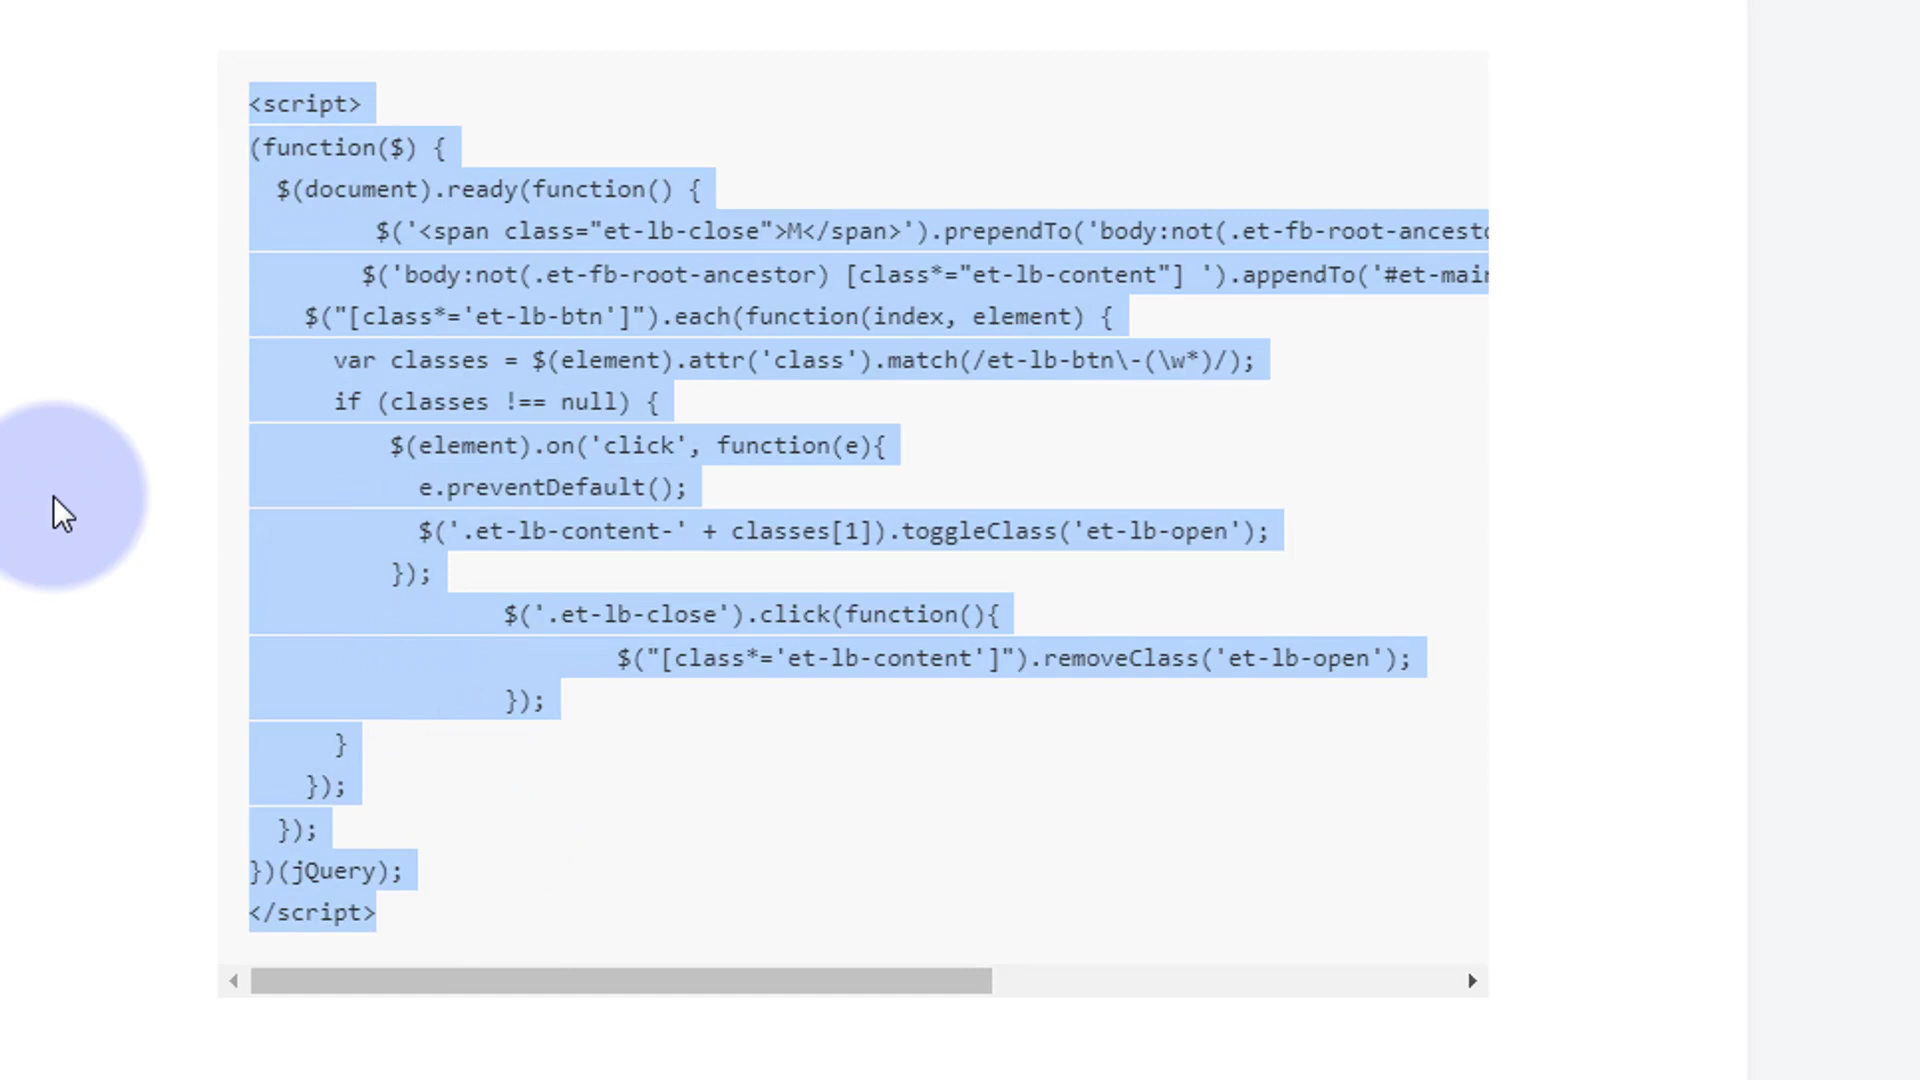 <script>
(function($) {
$(document).ready(function() {
$('<span class="et-lb-close">M</span>').prependTo('body:not(.et-fb-root-ancesto
$('body:not(.et-fb-root-ancestor) [class*="et-lb-content"] ').appendTo('#et-main
$("[class*='et-lb-btn']").each(function(index, element) {
var classes = $(element).attr('class').match(/et-lb-btn\-(\w*)/);
if (classes !== null) {
$(element).on('click', function(e){
e.preventDefault();
$('.et-lb-content-' + classes[1]).toggleClass('et-lb-open');
});
$('.et-lb-close').click(function(){
$("[class*='et-lb-content']").removeClass('et-lb-open');
});
}
});
});
})(jQuery);
</script>